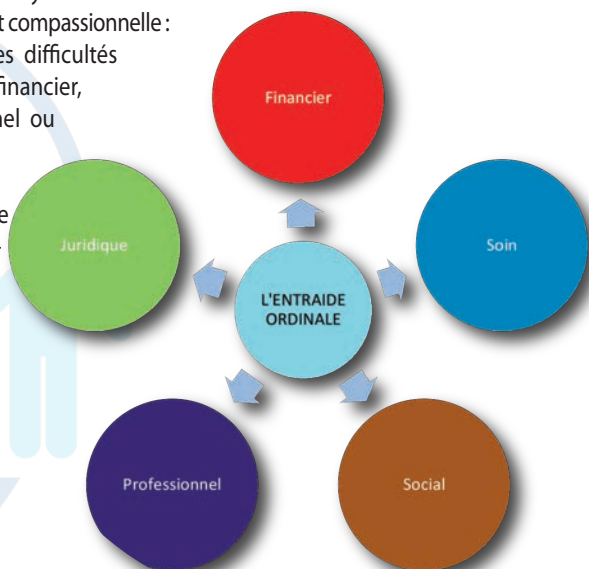 t compassionnelle :
es difficultés
financier,
nel ou
e
Financier
Juridique
Soin
L'ENTRAIDE
ORDINALE
Professionnel
Social